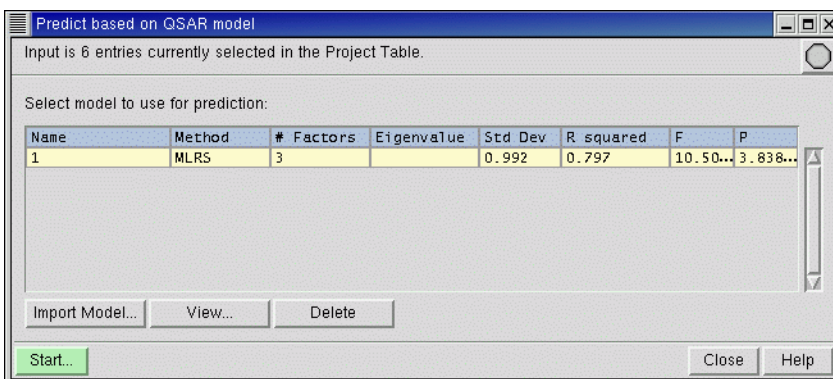 Predict based on QSAR model
Input is 6 entries currently selected in the Project Table.
Select model to use for prediction:
Name Method # Factors Eigenvalue Std Dev R squared F P
1 MLRS 3 0.992 0.797 10.50... 3.838...
Import Model... View... Delete
Start... Close Help